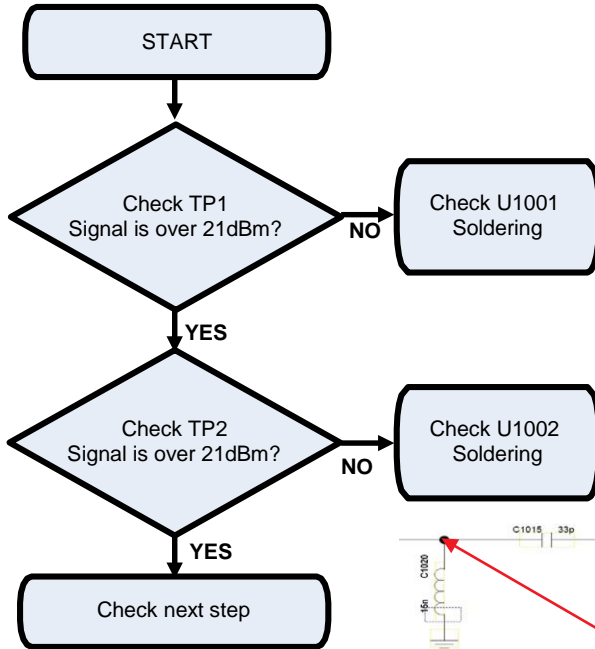 START
Check TP1
Signal is over 21dBm?
NO
Check U1001
Soldering
YES
Check TP2
Signal is over 21dBm?
NO
Check U1002
Soldering
YES
Check next step
C1015 33p
C1020
15n